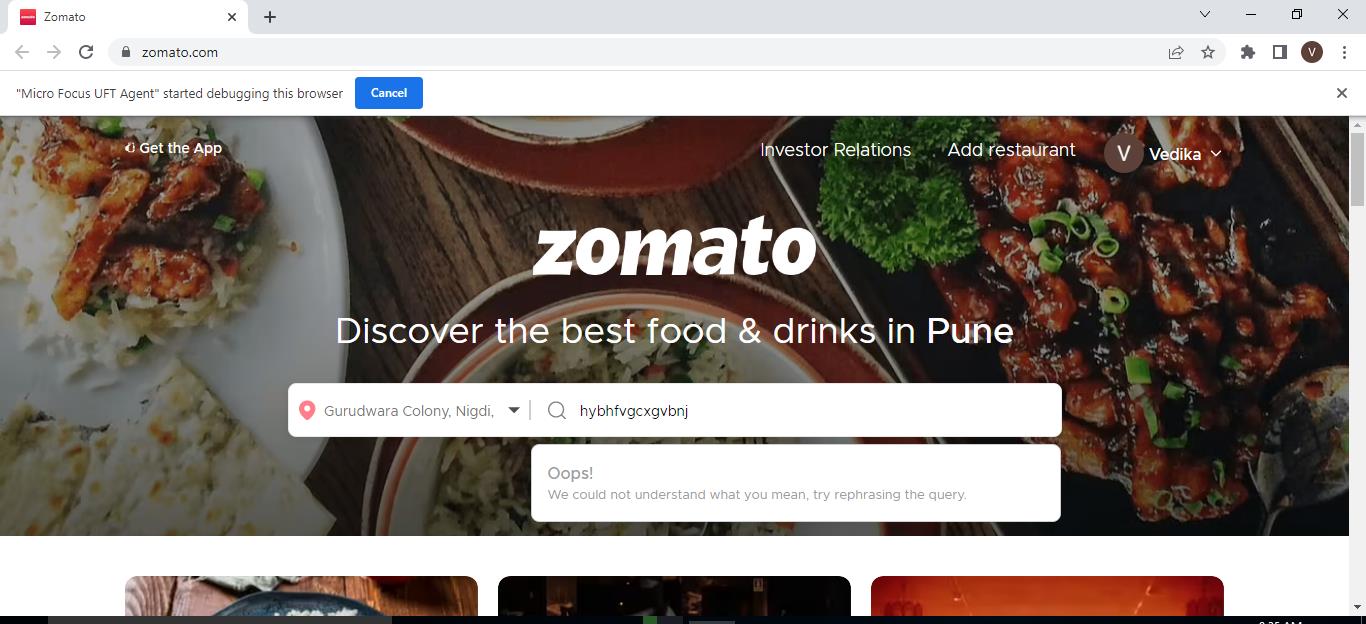 Zomato
zomato.com
V
"Micro Focus UFT Agent" started debugging this browser
Cancel
Get the App
Investor Relations
Add restaurant
V
Vedika
zomato
Discover the best food & drinks in Pune
Gurudwara Colony, Nigdi,
hybhfvgcxgvbnj
Oops!
We could not understand what you mean, try rephrasing the query.